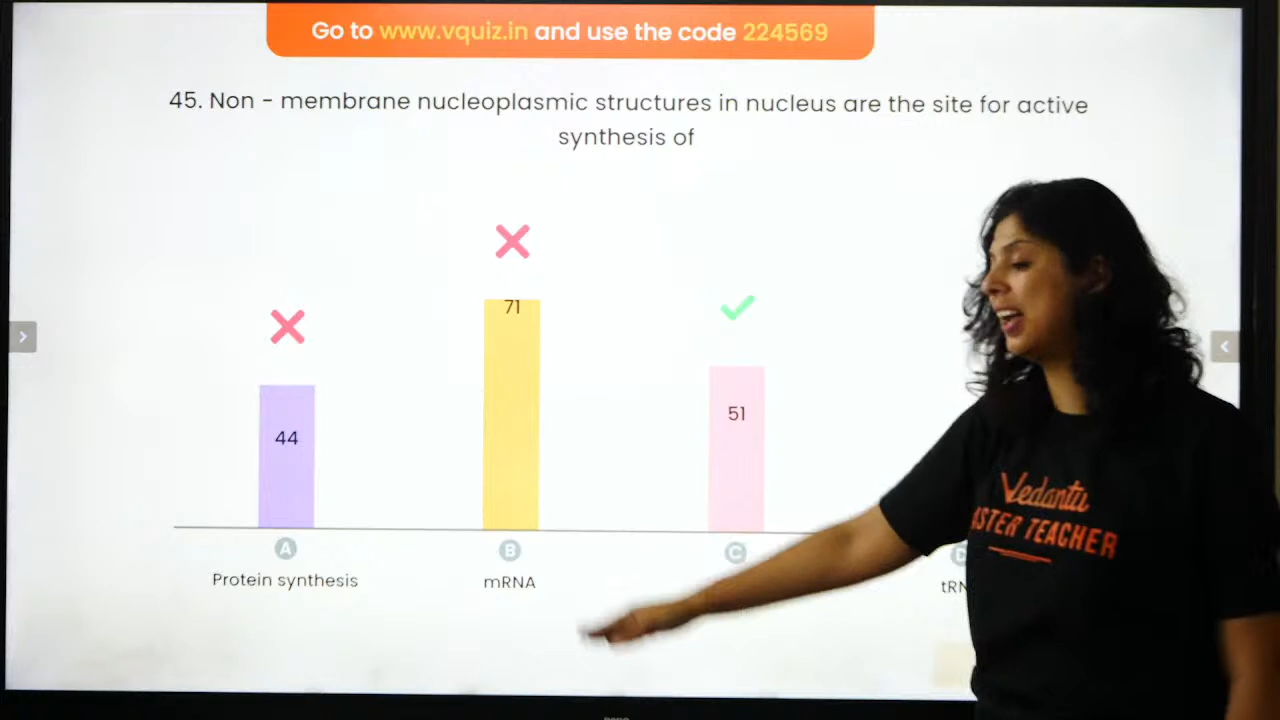 Go to www.vquiz.in and use the code 224569
45. Non - membrane nucleoplasmic structures in nucleus are the site for active
synthesis of
71
51
44
A
B
C
D
Protein synthesis
mRNA
Vedantu
TEACHER